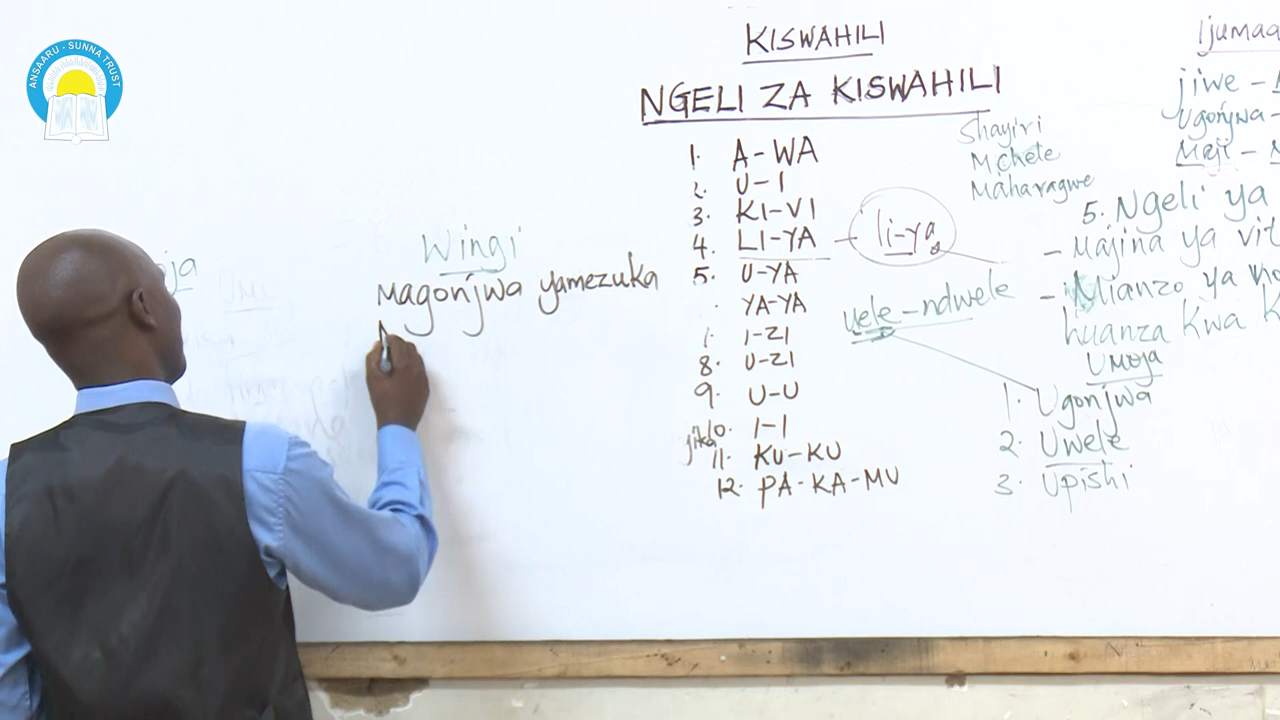 ANSAARU - SUNNA TRUST
KISWAHILI
NGELI ZA KISWAHILI
1. A-WA
2. U-I
3. KI-VI
4. LI-YA
5. U-YA
YA-YA
I-ZI
8. U-ZI
9. U-U
10. I-I
11. KU-KU
12. PA-KA-MU
li-ya
Wingi
Magonjwa yamezuka
uele-ndwele
Shayiri
Mchete
Maharagwe
Ijumaa
jiwe -
Ugonjwa-
Maji -
5. Ngeli ya
- Majina ya
- Mianzo ya
huanza kwa
Umoja
1. Ugonjwa
2. Uwele
3. Upishi